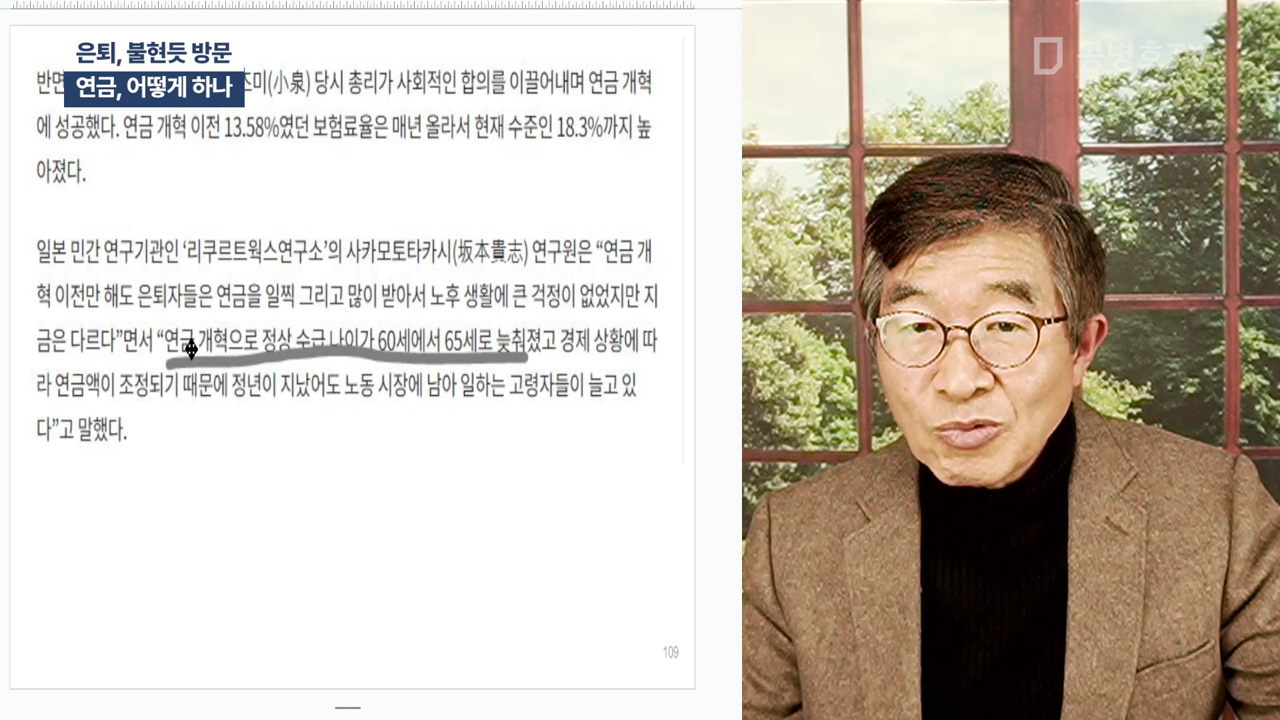 은퇴, 불현듯 방문
연금, 어떻게 하나
반면
즈미(小泉) 당시 총리가 사회적인 합의를 이끌어내며 연금 개혁
에 성공했다. 연금 개혁 이전 13.58%였던 보험료율은 매년 올라서 현재 수준인 18.3%까지 높
아졌다.
일본 민간 연구기관인 ‘리쿠르트웍스연구소’의 사카모토타카시(坂本貴志) 연구원은 “연금 개
혁 이전만 해도 은퇴자들은 연금을 일찍 그리고 많이 받아서 노후 생활에 큰 걱정이 없었지만 지
금은 다르다”면서 “연금 개혁으로 정상 수급 나이가 60세에서 65세로 늦춰졌고 경제 상황에 따
라 연금액이 조정되기 때문에 정년이 지났어도 노동 시장에 남아 일하는 고령자들이 늘고 있
다”고 말했다.
109
공병호